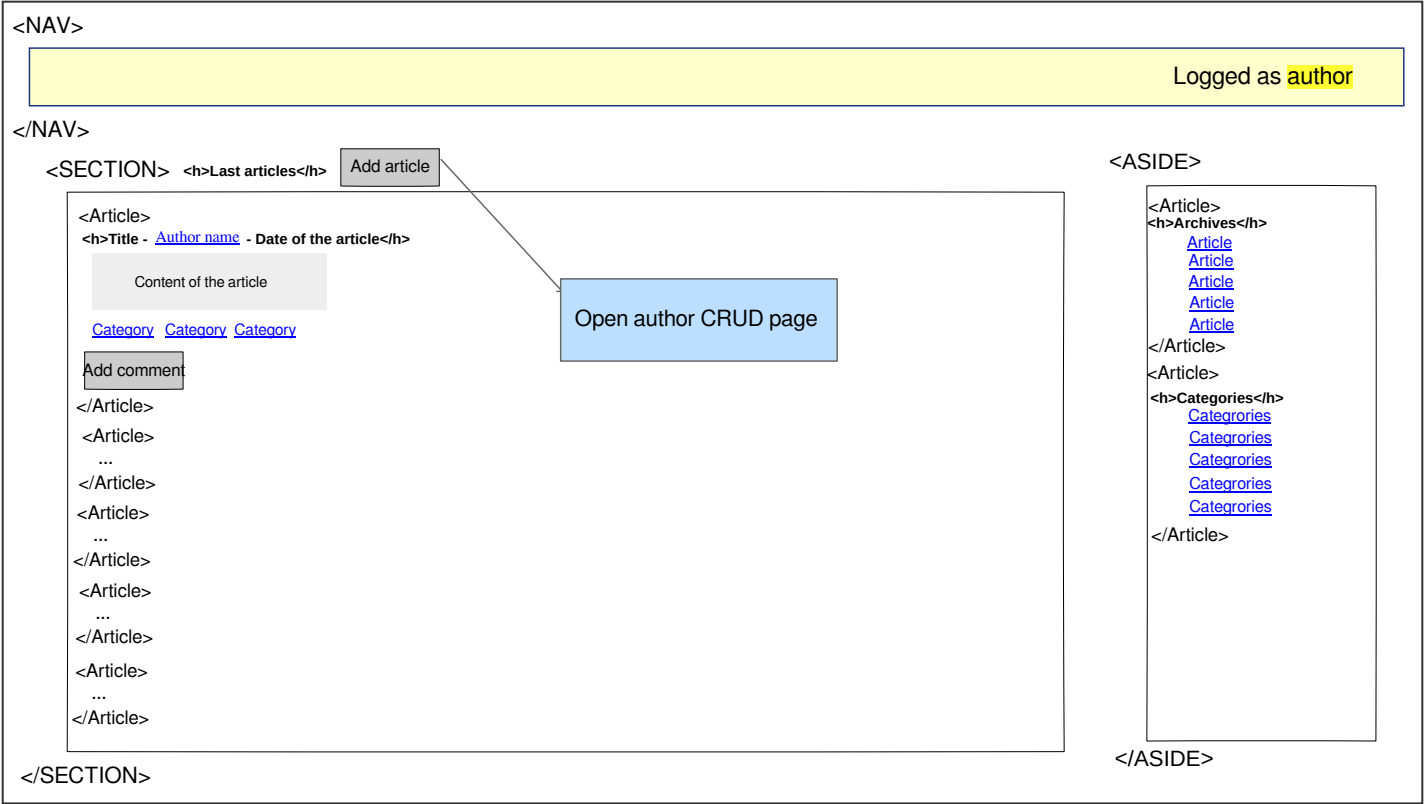 <NAV>
Logged as author
</NAV>
<SECTION> <h>Last articles</h> Add article
<Article>
<h>Title - Author name - Date of the article</h>
Content of the article
Category Category Category
Add comment
</Article>
<Article>
...
</Article>
<Article>
...
</Article>
<Article>
...
</Article>
<Article>
...
</Article>
</SECTION>
Open author CRUD page
<ASIDE>
<Article>
<h>Archives</h>
Article
Article
Article
Article
Article
</Article>
<Article>
<h>Categories</h>
Categrories
Categrories
Categrories
Categrories
Categrories
</Article>
</ASIDE>